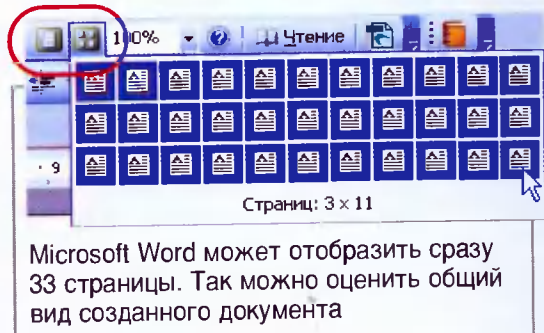 100% Чтение
9
Страниц: 3 × 11
Microsoft Word может отобразить сразу
33 страницы. Так можно оценить общий
вид созданного документа